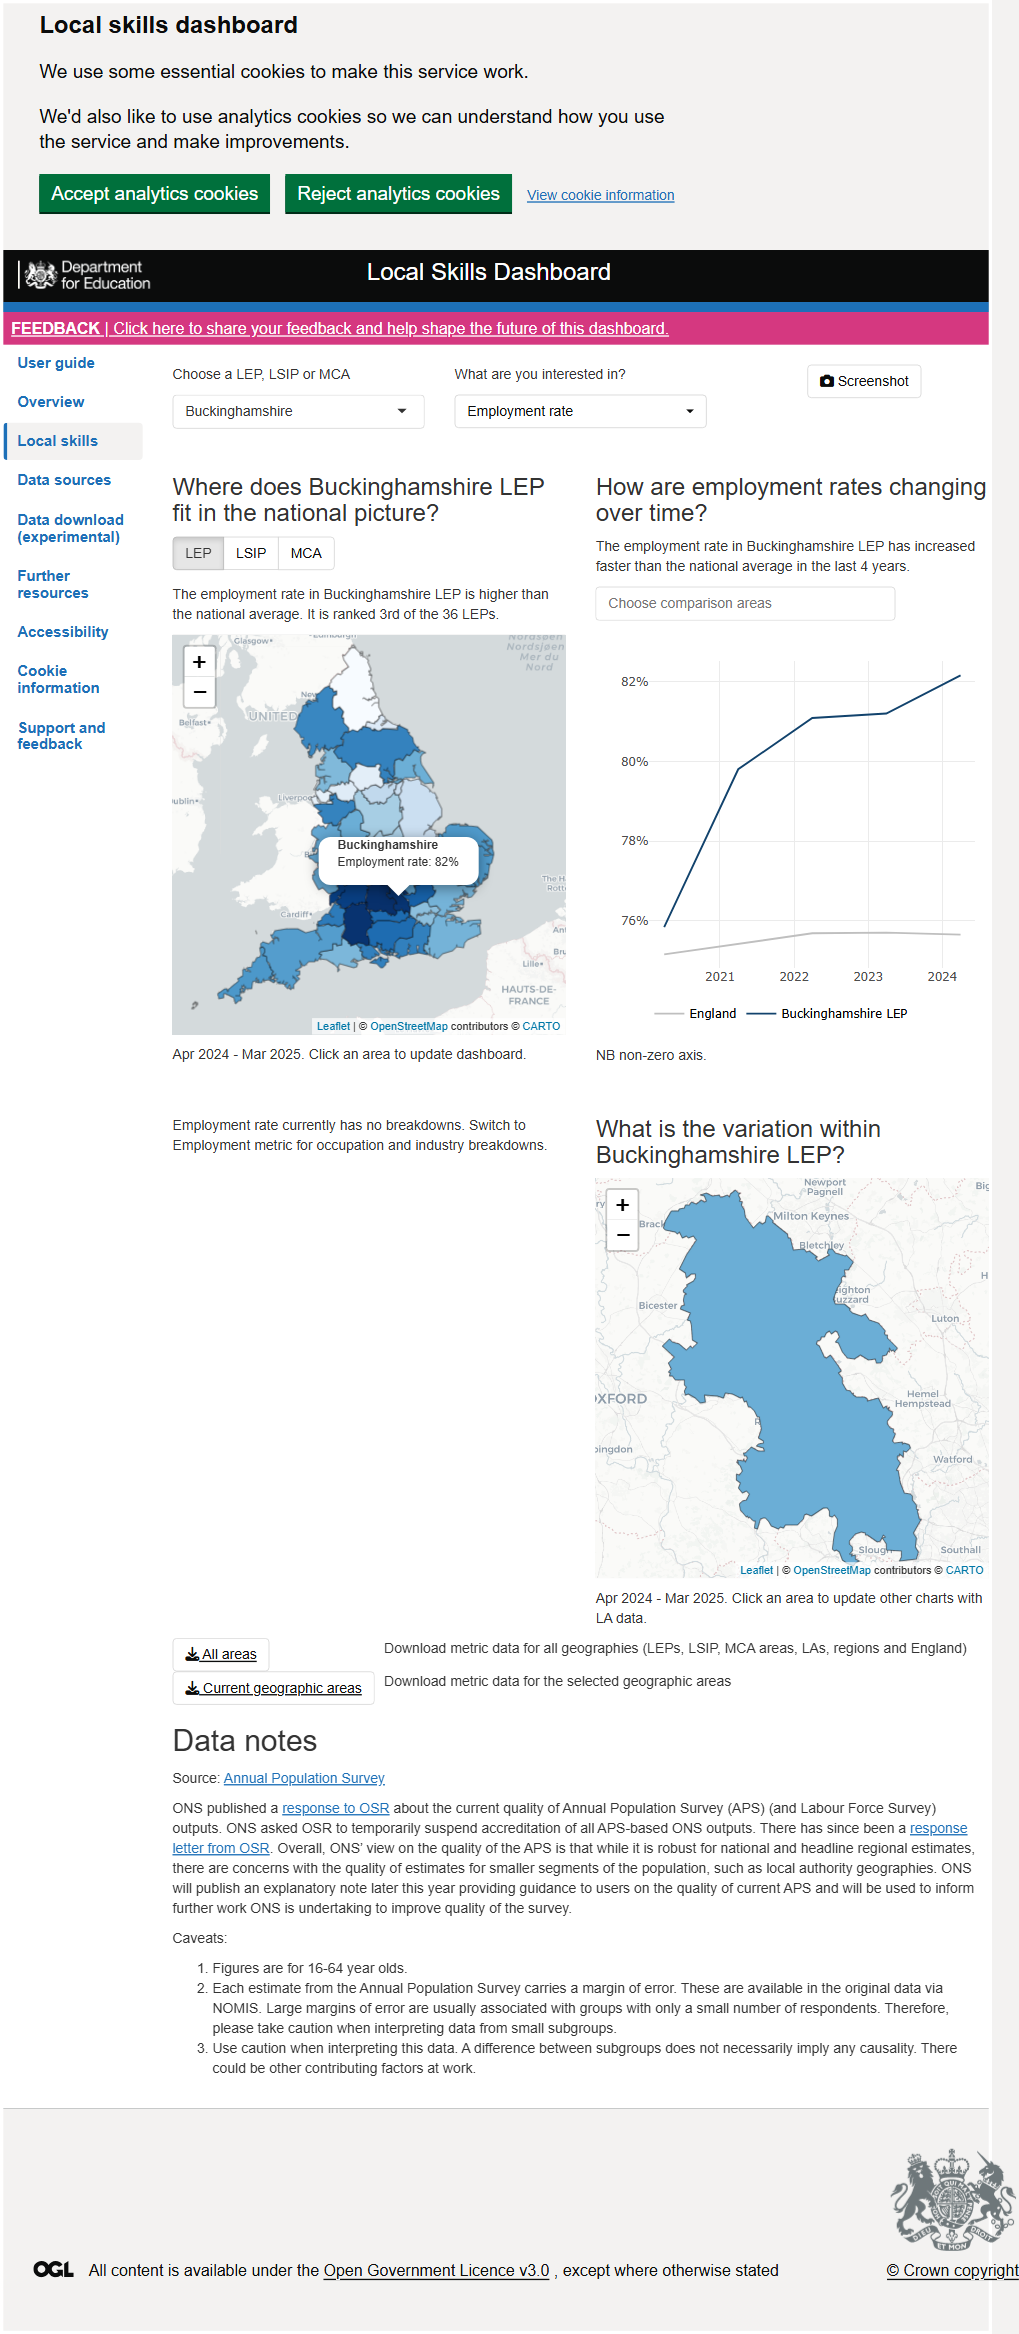 Local skills dashboard
We use some essential cookies to make this service work.
We'd also like to use analytics cookies so we can understand how you use
the service and make improvements.
Accept analytics cookies
Reject analytics cookies
View cookie information
Department
for Education
Local Skills Dashboard
FEEDBACK | Click here to share your feedback and help shape the future of this dashboard.
User guide
Overview
Local skills
Data sources
Data download
(experimental)
Further
resources
Accessibility
Cookie
information
Support and
feedback
Choose a LEP, LSIP or MCA
Buckinghamshire
What are you interested in?
Employment rate
Screenshot
Where does Buckinghamshire LEP
fit in the national picture?
LEP
LSIP
MCA
The employment rate in Buckinghamshire LEP is higher than
the national average. It is ranked 3rd of the 36 LEPs.
+
−
Glasgow
Nordsjøen
Mer du
Nord
Belfast
UNITED
New
Liverpoo
ublin
Buckinghamshire
Employment rate: 82%
B
Cardiff
The H
Rott
Ant
Bru
Lille
HAUTS-DE-
FRANCE
Leaflet | © OpenStreetMap contributors © CARTO
Apr 2024 - Mar 2025. Click an area to update dashboard.
How are employment rates changing
over time?
The employment rate in Buckinghamshire LEP has increased
faster than the national average in the last 4 years.
Choose comparison areas
82%
80%
78%
76%
2021
2022
2023
2024
England
Buckinghamshire LEP
NB non-zero axis.
Employment rate currently has no breakdowns. Switch to
Employment metric for occupation and industry breakdowns.
What is the variation within
Buckinghamshire LEP?
+
−
Newport
Pagnell
Big
ry
Brack
Milton Keynes
Bletchley
H
ighton
uzzard
Bicester
Luton
OXFORD
Hemel
Hempstead
R
bingdon
Watford
Slough
Southall
Leaflet | © OpenStreetMap contributors © CARTO
Apr 2024 - Mar 2025. Click an area to update other charts with
LA data.
All areas
Download metric data for all geographies (LEPs, LSIP, MCA areas, LAs, regions and England)
Current geographic areas
Download metric data for the selected geographic areas
Data notes
Source: Annual Population Survey
ONS published a response to OSR about the current quality of Annual Population Survey (APS) (and Labour Force Survey)
outputs. ONS asked OSR to temporarily suspend accreditation of all APS-based ONS outputs. There has since been a response
letter from OSR. Overall, ONS' view on the quality of the APS is that while it is robust for national and headline regional estimates,
there are concerns with the quality of estimates for smaller segments of the population, such as local authority geographies. ONS
will publish an explanatory note later this year providing guidance to users on the quality of current APS and will be used to inform
further work ONS is undertaking to improve quality of the survey.
Caveats:
1. Figures are for 16-64 year olds.
2. Each estimate from the Annual Population Survey carries a margin of error. These are available in the original data via
NOMIS. Large margins of error are usually associated with groups with only a small number of respondents. Therefore,
please take caution when interpreting data from small subgroups.
3. Use caution when interpreting this data. A difference between subgroups does not necessarily imply any causality. There
could be other contributing factors at work.
OGL
All content is available under the Open Government Licence v3.0 , except where otherwise stated
© Crown copyright